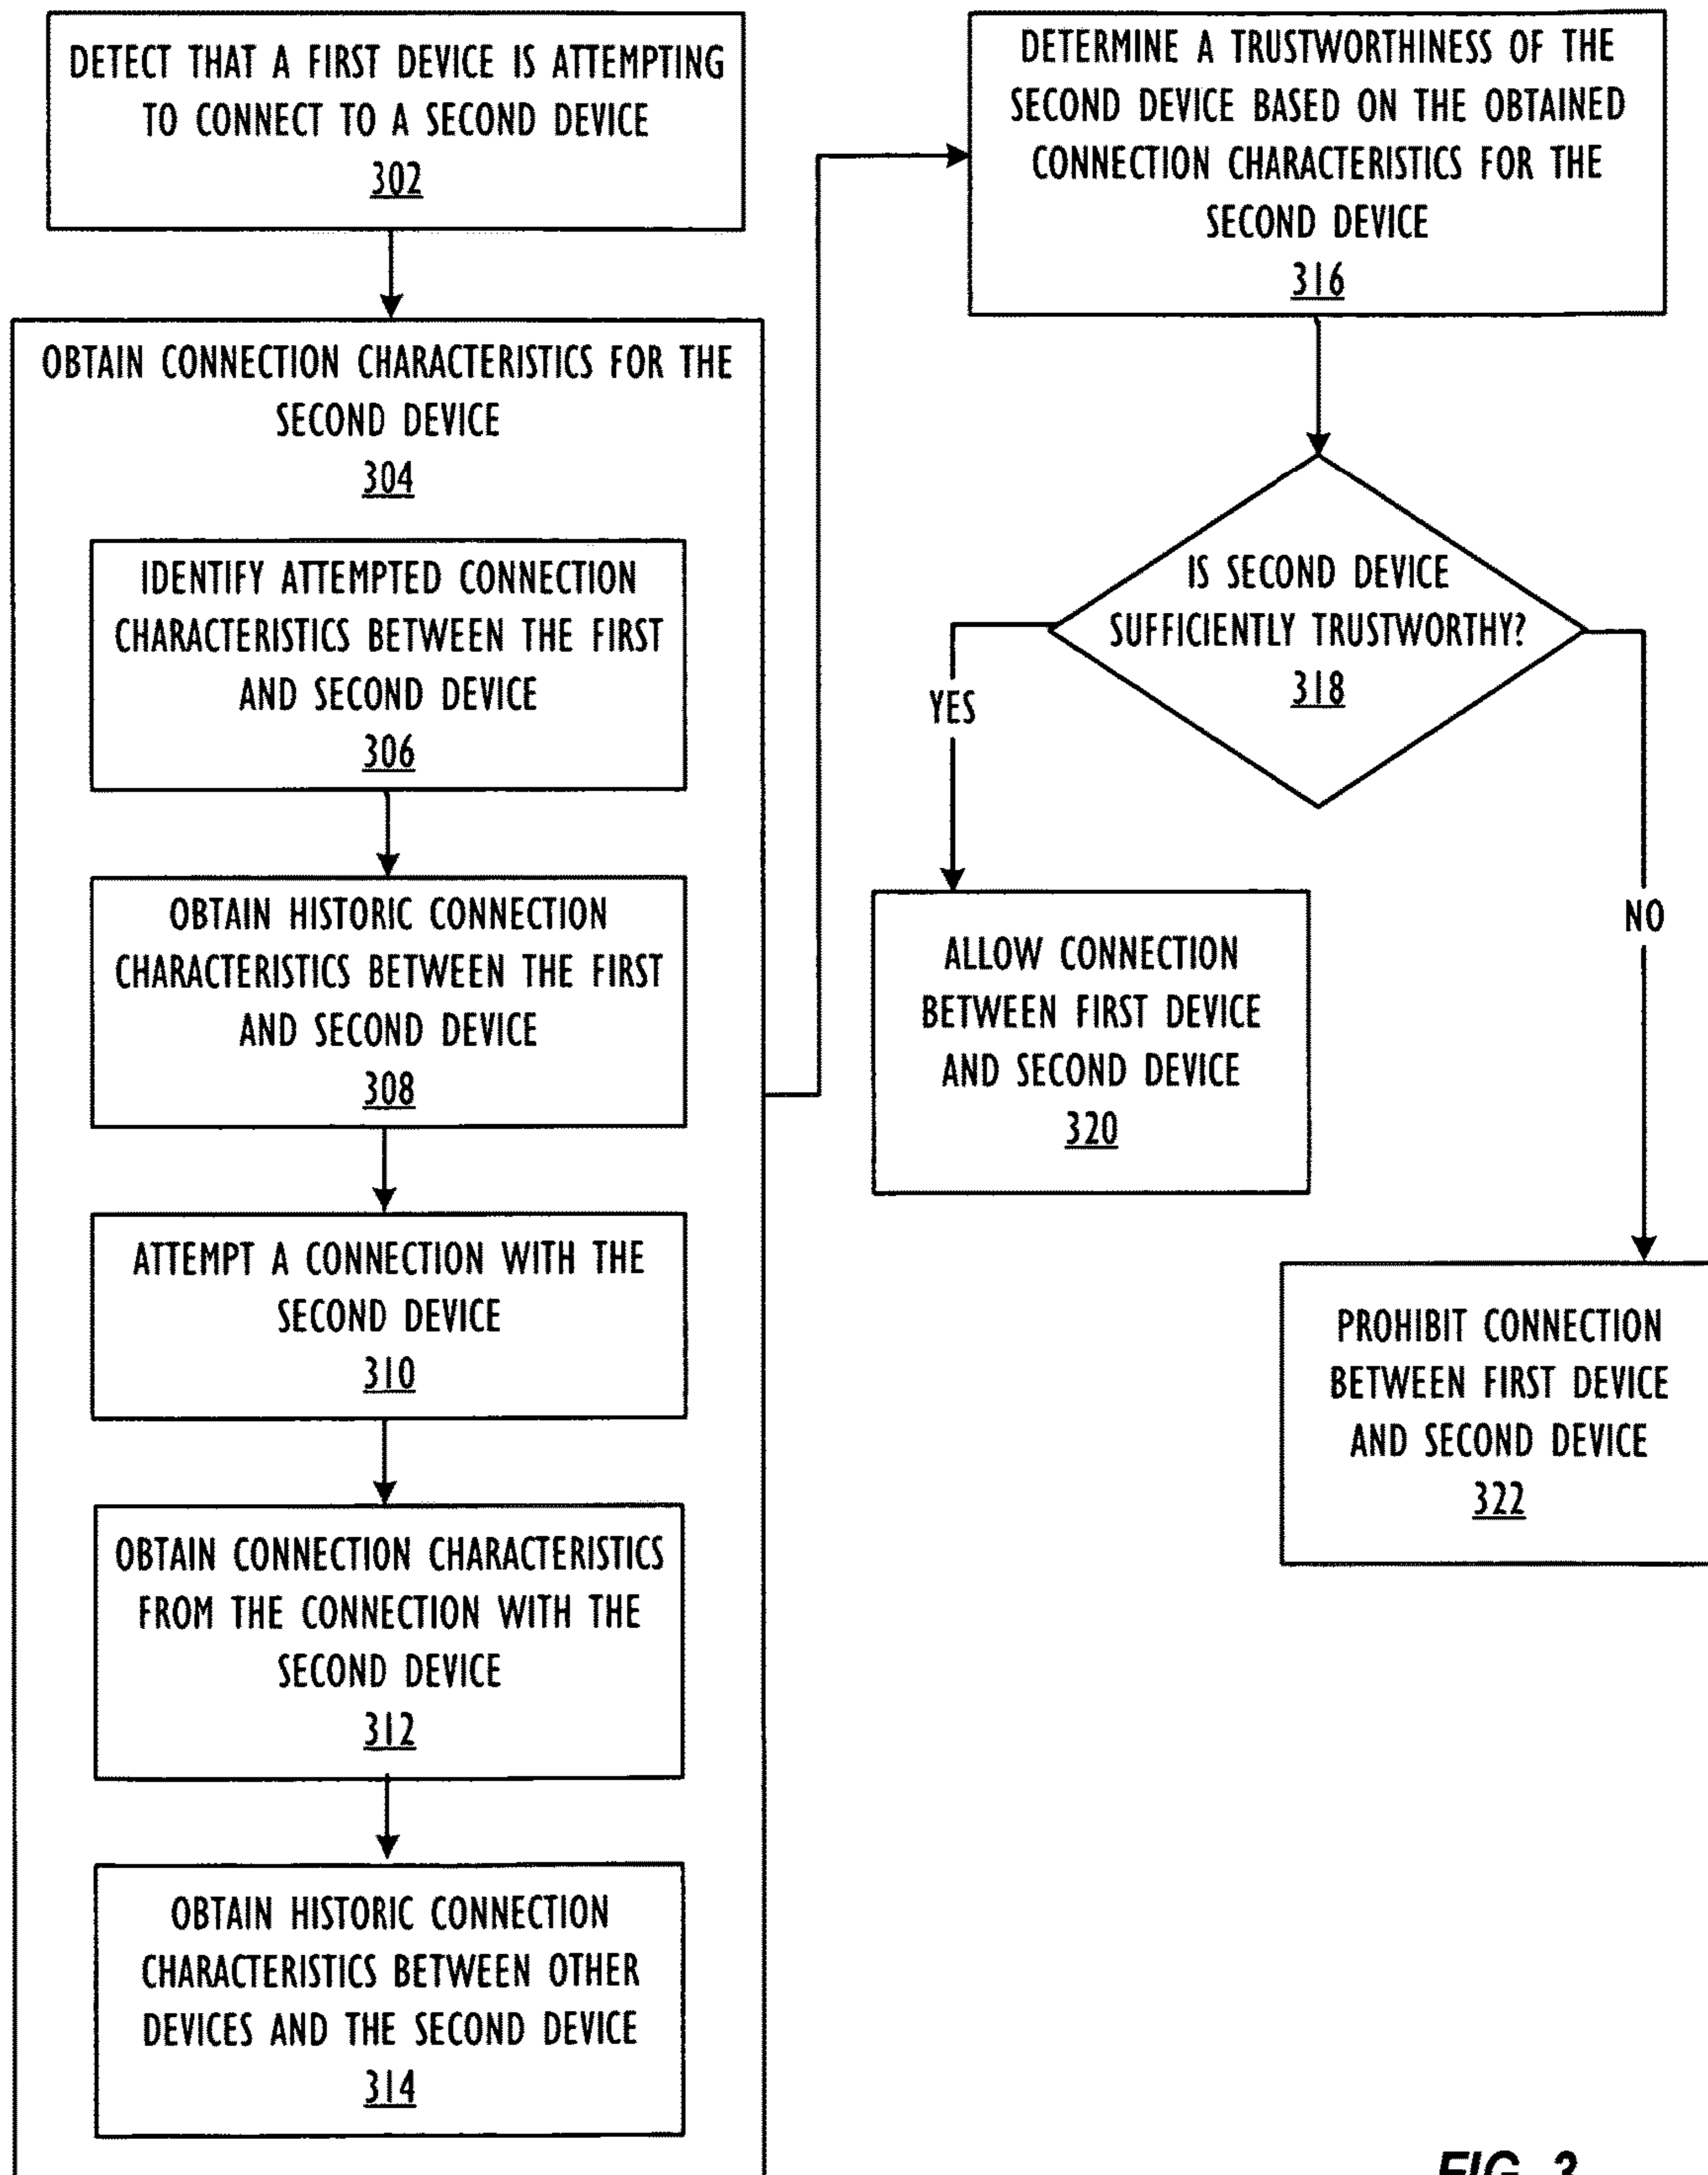 DETECT THAT A FIRST DEVICE IS ATTEMPTING
TO CONNECT TO A SECOND DEVICE
302
OBTAIN CONNECTION CHARACTERISTICS FOR THE
SECOND DEVICE
304
IDENTIFY ATTEMPTED CONNECTION
CHARACTERISTICS BETWEEN THE FIRST
AND SECOND DEVICE
306
OBTAIN HISTORIC CONNECTION
CHARACTERISTICS BETWEEN THE FIRST
AND SECOND DEVICE
308
ATTEMPT A CONNECTION WITH THE
SECOND DEVICE
310
OBTAIN CONNECTION CHARACTERISTICS
FROM THE CONNECTION WITH THE
SECOND DEVICE
312
OBTAIN HISTORIC CONNECTION
CHARACTERISTICS BETWEEN OTHER
DEVICES AND THE SECOND DEVICE
314
DETERMINE A TRUSTWORTHINESS OF THE
SECOND DEVICE BASED ON THE OBTAINED
CONNECTION CHARACTERISTICS FOR THE
SECOND DEVICE
316
IS SECOND DEVICE
SUFFICIENTLY TRUSTWORTHY?
318
YES
NO
ALLOW CONNECTION
BETWEEN FIRST DEVICE
AND SECOND DEVICE
320
PROHIBIT CONNECTION
BETWEEN FIRST DEVICE
AND SECOND DEVICE
322
FIG. 3